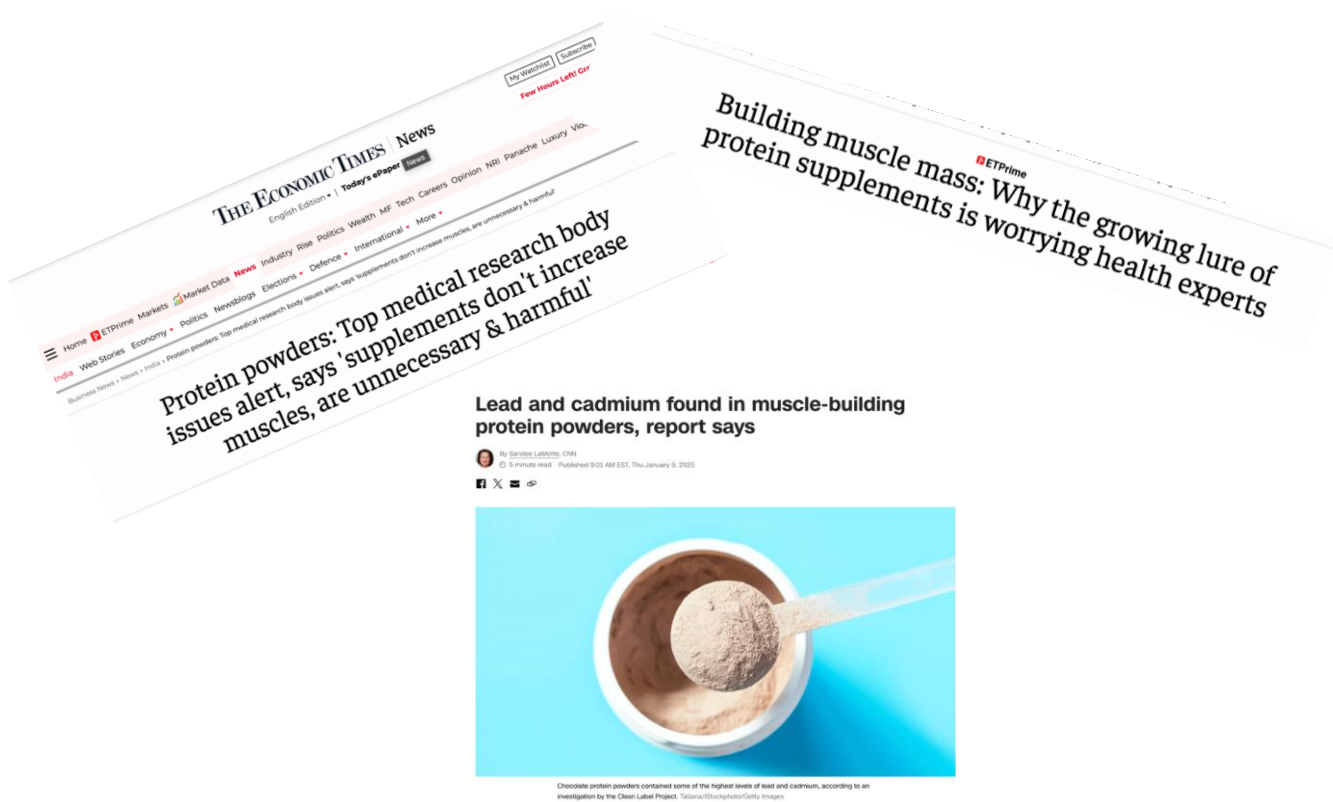 My Watchlist
Subscribe
Few Hours Left!
THE ECONOMIC TIMES | News
English Edition | Today's ePaper News
Home ETPrime Markets Market Data News Industry Rise Politics Wealth MF Tech Careers Opinion NRI Panache Luxury
India Web Stories Economy Politics Newsblogs Elections Defence International More
Business News › News › India › Protein powders: Top medical research body issues alert, says 'supplements don't increase muscles, are unnecessary & harmful'
Protein powders: Top medical research body
issues alert, says 'supplements don't increase
muscles, are unnecessary & harmful'
ETPrime
Building muscle mass: Why the growing lure of
protein supplements is worrying health experts
Lead and cadmium found in muscle-building
protein powders, report says
By Sandee LaMotte, CNN
5 minute read · Published 9:01 AM EST, Thu January 9, 2025
Chocolate protein powders contained some of the highest levels of lead and cadmium, according to an
investigation by the Clean Label Project. Tatiana/iStockphoto/Getty Images